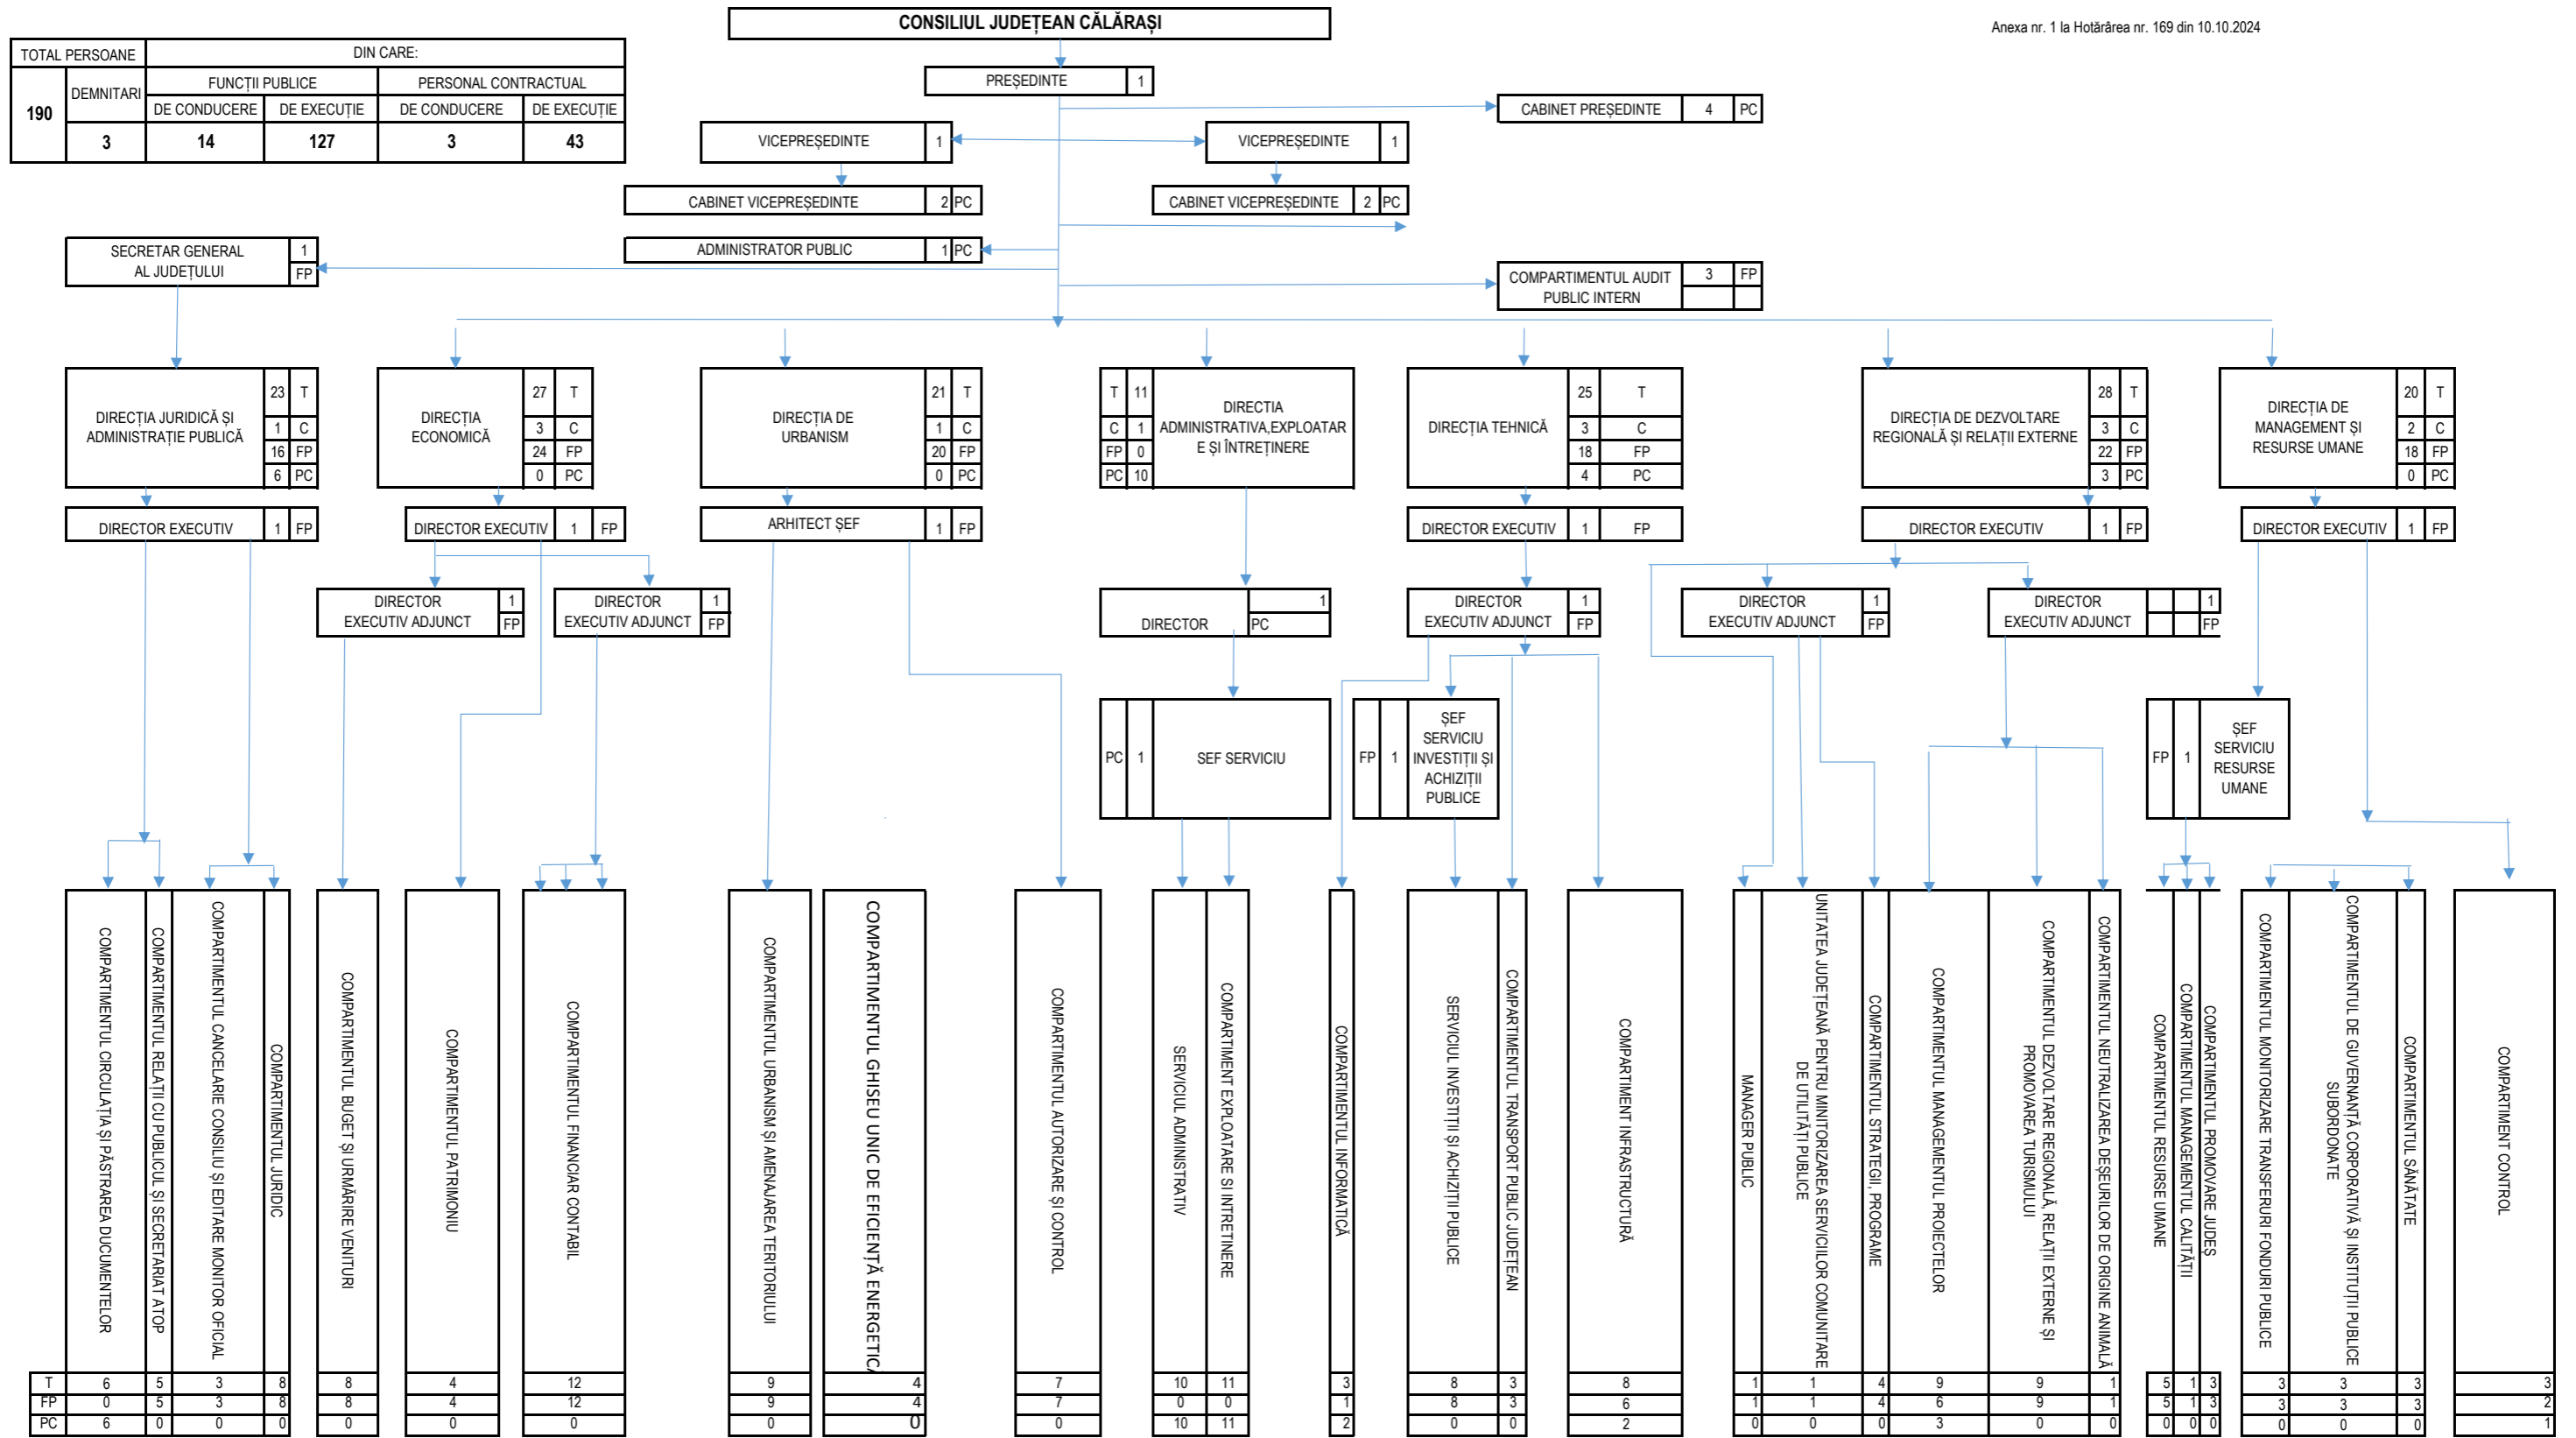 CONSILIUL JUDEȚEAN CĂLĂRAȘI
Anexa nr. 1 la Hotărârea nr. 169 din 10.10.2024
TOTAL PERSOANE DIN CARE:
190 DEMNITARI FUNCȚII PUBLICE PERSONAL CONTRACTUAL
DE CONDUCERE DE EXECUȚIE DE CONDUCERE DE EXECUȚIE
3 14 127 3 43
PREȘEDINTE 1
CABINET PREȘEDINTE 4 PC
VICEPREȘEDINTE 1
VICEPREȘEDINTE 1
CABINET VICEPREȘEDINTE 2 PC
CABINET VICEPREȘEDINTE 2 PC
SECRETAR GENERAL 1
AL JUDEȚULUI FP
ADMINISTRATOR PUBLIC 1 PC
COMPARTIMENTUL AUDIT 3 FP
PUBLIC INTERN
DIRECȚIA JURIDICĂ ȘI
ADMINISTRAȚIE PUBLICĂ
23 T
1 C
16 FP
6 PC
DIRECȚIA
ECONOMICĂ
27 T
3 C
24 FP
0 PC
DIRECȚIA DE
URBANISM
21 T
1 C
20 FP
0 PC
T 11
C 1
FP 0
PC 10
DIRECTIA
ADMINISTRATIVA,EXPLOATAR
E ȘI ÎNTREȚINERE
DIRECȚIA TEHNICĂ
25 T
3 C
18 FP
4 PC
DIRECȚIA DE DEZVOLTARE
REGIONALĂ ȘI RELAȚII EXTERNE
28 T
3 C
22 FP
3 PC
DIRECȚIA DE
MANAGEMENT ȘI
RESURSE UMANE
20 T
2 C
18 FP
0 PC
DIRECTOR EXECUTIV 1 FP
DIRECTOR EXECUTIV 1 FP
ARHITECT ȘEF 1 FP
DIRECTOR EXECUTIV 1 FP
DIRECTOR EXECUTIV 1 FP
DIRECTOR EXECUTIV 1 FP
DIRECTOR 1
EXECUTIV ADJUNCT FP
DIRECTOR 1
EXECUTIV ADJUNCT FP
1
DIRECTOR PC
DIRECTOR 1
EXECUTIV ADJUNCT FP
DIRECTOR 1
EXECUTIV ADJUNCT FP
DIRECTOR 1
EXECUTIV ADJUNCT FP
PC 1 SEF SERVICIU
FP 1
ȘEF
SERVICIU
INVESTIȚII ȘI
ACHIZIȚII
PUBLICE
FP 1
ȘEF
SERVICIU
RESURSE
UMANE
COMPARTIMENTUL CIRCULAȚIA ȘI PĂSTRAREA DUCUMENTELOR
COMPARTIMENTUL RELAȚII CU PUBLICUL ȘI SECRETARIAT ATOP
COMPARTIMENTUL CANCELARIE CONSILIU ȘI EDITARE MONITOR OFICIAL
COMPARTIMENTUL JURIDIC
COMPARTIMENTUL BUGET ȘI URMĂRIRE VENITURI
COMPARTIMENTUL PATRIMONIU
COMPARTIMENTUL FINANCIAR CONTABIL
COMPARTIMENTUL URBANISM ȘI AMENAJAREA TERITORIULUI
COMPARTIMENTUL GHISEU UNIC DE EFICIENȚĂ ENERGETICA
COMPARTIMENTUL AUTORIZARE ȘI CONTROL
SERVICIUL ADMINISTRATIV
COMPARTIMENT EXPLOATARE SI INTRETINERE
COMPARTIMENTUL INFORMATICĂ
SERVICIUL INVESTIȚII ȘI ACHIZIȚII PUBLICE
COMPARTIMENTUL TRANSPORT PUBLIC JUDEȚEAN
COMPARTIMENT INFRASTRUCTURĂ
MANAGER PUBLIC
UNITATEA JUDEȚEANĂ PENTRU MINITORIZAREA SERVICIILOR COMUNITARE
DE UTILITĂȚI PUBLICE
COMPARTIMENTUL STRATEGII, PROGRAME
COMPARTIMENTUL MANAGEMENTUL PROIECTELOR
COMPARTIMENTUL DEZVOLTARE REGIONALĂ, RELAȚII EXTERNE ȘI
PROMOVAREA TURISMULUI
COMPARTIMENTUL NEUTRALIZAREA DEȘEURILOR DE ORIGINE ANIMALĂ
COMPARTIMENTUL RESURSE UMANE
COMPARTIMENTUL MANAGEMENTUL CALITĂȚII
COMPARTIMENTUL PROMOVARE JUDEȘ
COMPARTIMENTUL MONITORIZARE TRANSFERURI FONDURI PUBLICE
COMPARTIMENTUL DE GUVERNANȚĂ CORPORATIVĂ ȘI INSTITUȚII PUBLICE
SUBORDONATE
COMPARTIMENTUL SĂNĂTATE
COMPARTIMENT CONTROL
T 6 5 3 8 8 4 12 9 4 7 10 11 3 8 3 8 1 1 4 9 9 1 5 1 3 3 3 3 3
FP 0 5 3 8 8 4 12 9 4 7 0 0 1 8 3 6 1 1 4 6 9 1 5 1 3 3 3 3 2
PC 6 0 0 0 0 0 0 0 0 0 10 11 2 0 0 2 0 0 0 3 0 0 0 0 0 0 0 0 1